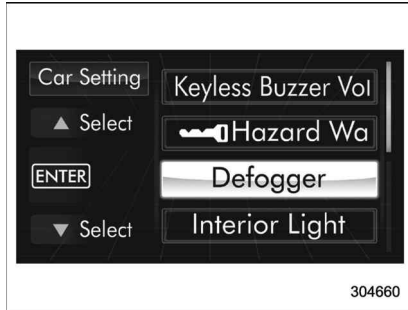 Car Setting
Keyless Buzzer Vol
▲ Select
Hazard Wa
ENTER
Defogger
▼ Select
Interior Light
304660